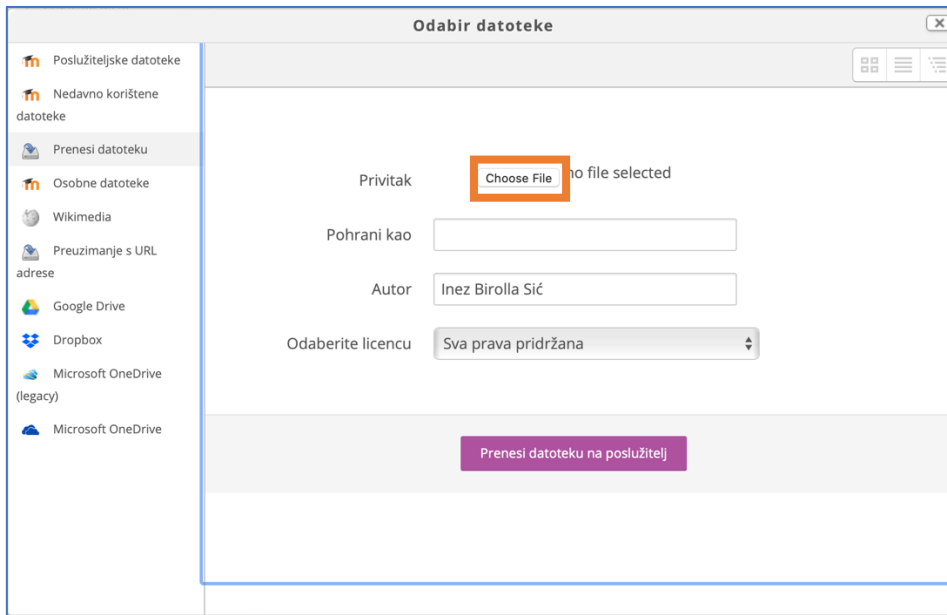 Odabir datoteke
Poslužiteljske datoteke
Nedavno korištene
datoteke
Prenesi datoteku
Osobne datoteke
Wikimedia
Preuzimanje s URL
adrese
Google Drive
Dropbox
Microsoft OneDrive
(legacy)
Microsoft OneDrive
Privitak Choose File no file selected
Pohrani kao
Autor Inez Birolla Sić
Odaberite licencu Sva prava pridržana
Prenesi datoteku na poslužitelj